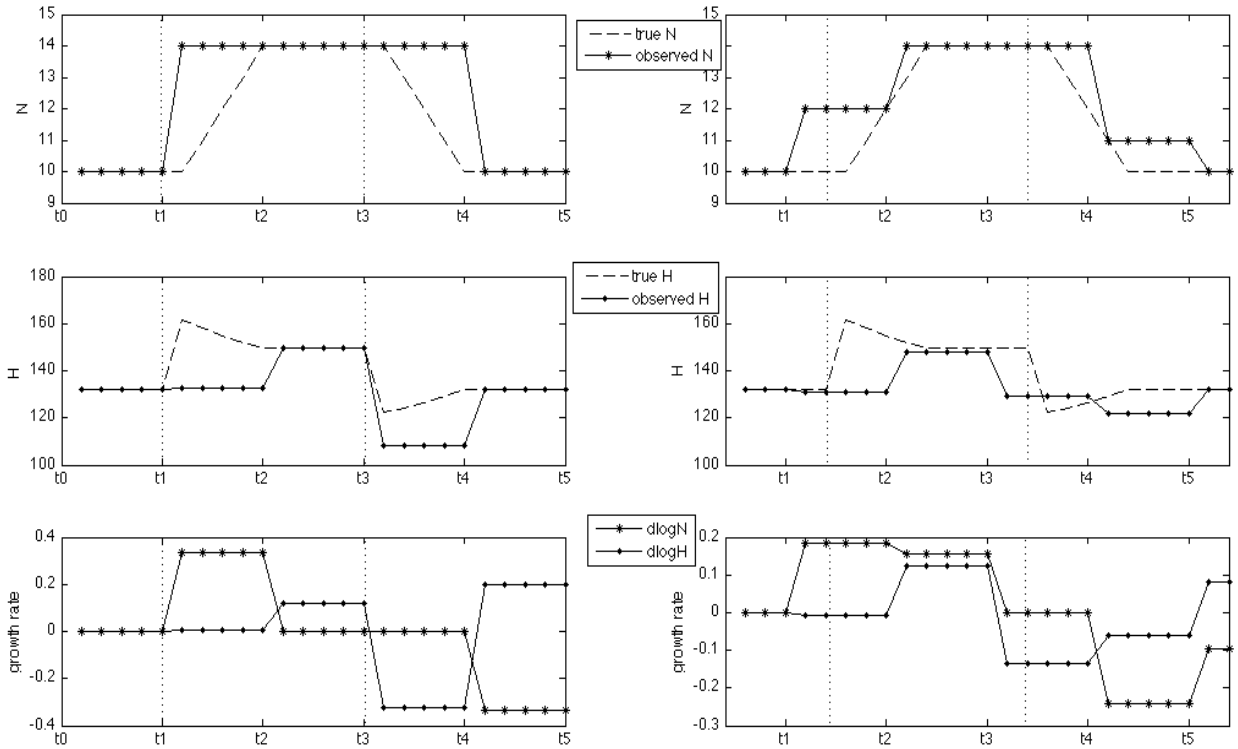 15
14
13
12
11
10
9
N
t0 t1 t2 t3 t4 t5
true N
observed N
15
14
13
12
11
10
9
N
t1 t2 t3 t4 t5
180
160
140
120
100
H
t0 t1 t2 t3 t4 t5
true H
observed H
180
160
140
120
100
H
t1 t2 t3 t4 t5
0.4
0.2
0
-0.2
-0.4
growth rate
t0 t1 t2 t3 t4 t5
dlogN
dlogH
0.2
0.1
0
-0.1
-0.2
-0.3
growth rate
t1 t2 t3 t4 t5